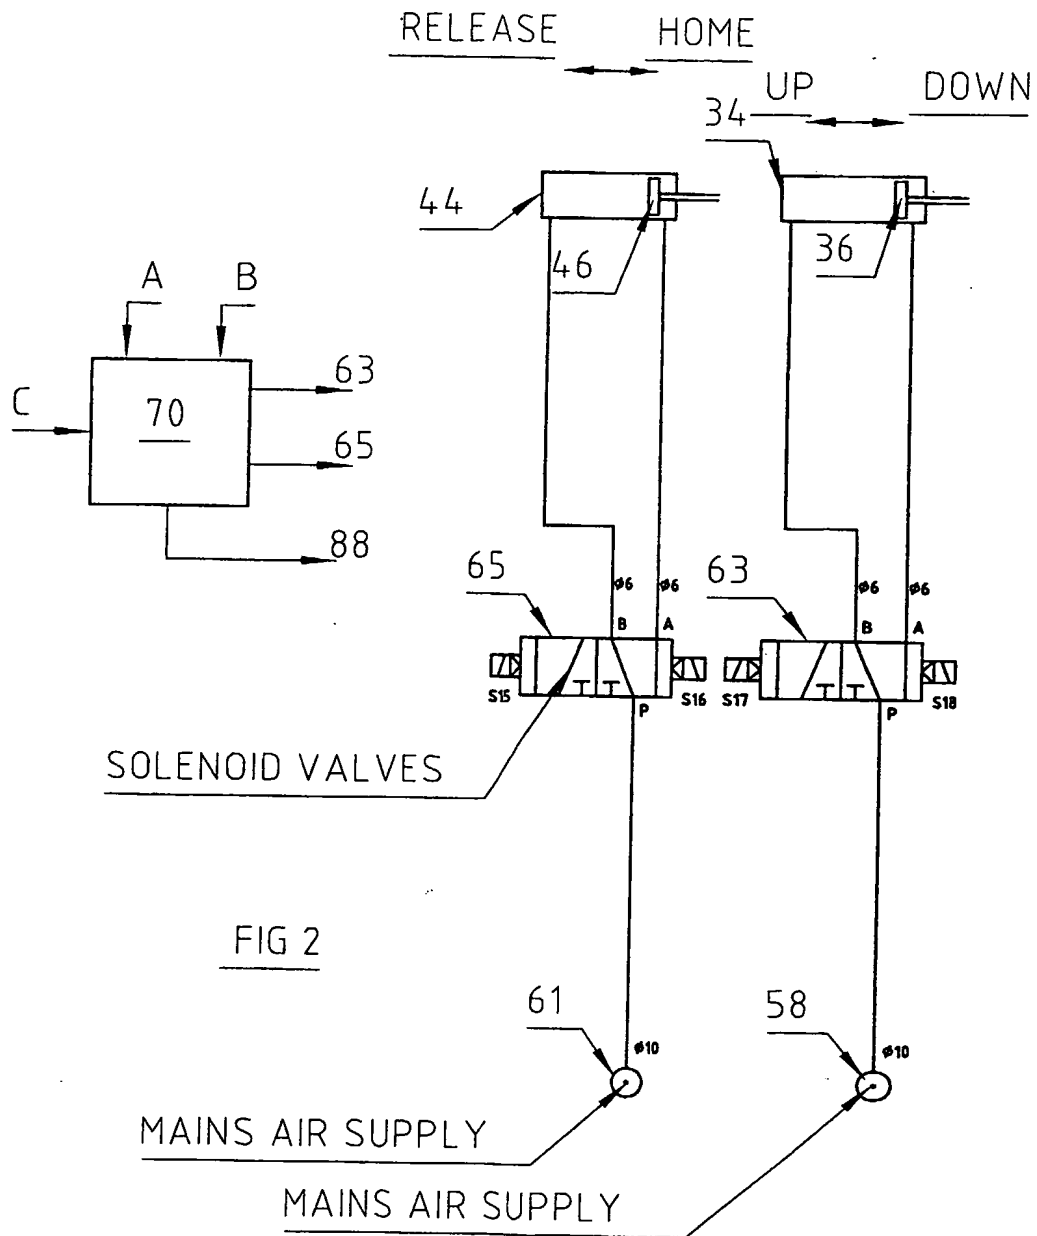 RELEASE HOME
UP DOWN
34
44
46
36
A B
C
70
63
65
88
65
63
ø6 ø6
ø6 ø6
B A
B A
S15 P S16
S17 P S18
SOLENOID VALVES
FIG 2
61
58
ø10
ø10
MAINS AIR SUPPLY
MAINS AIR SUPPLY